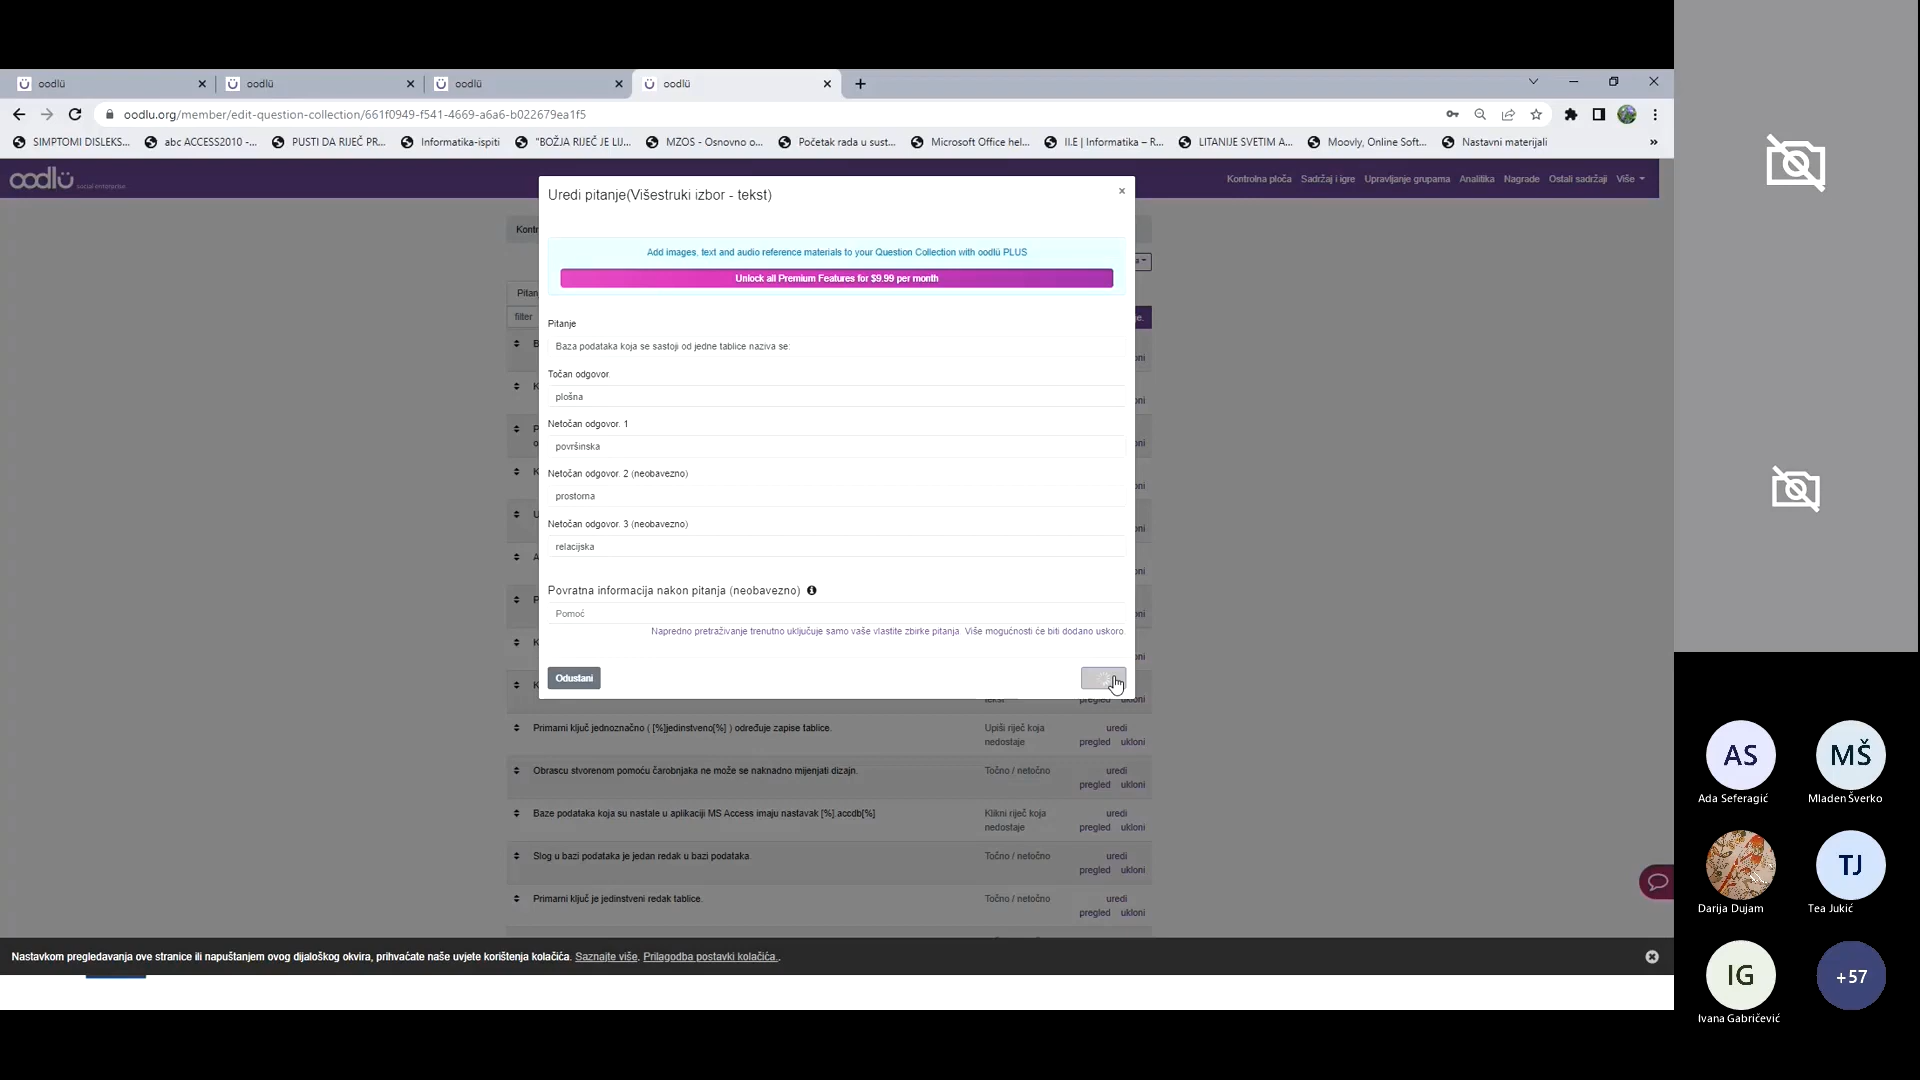 oodlü
oodlü
oodlü
oodlü
oodlu.org/member/edit-question-collection/661f0949-f541-4669-a6a6-b022679ea1f5
SIMPTOMI DISLEKS...
abc ACCESS2010 -...
PUSTI DA RIJEČ PR...
Informatika-ispiti
"BOŽJA RIJEČ JE LIJ...
MZOS - Osnovno o...
Početak rada u sust...
Microsoft Office hel...
II.E | Informatika – R...
LITANIJE SVETIM A...
Moovly, Online Soft...
Nastavni materijali
»
oodlü social enterprise
Kontrolna ploča
Sadržaj i igre
Upravljanje grupama
Analitika
Nagrade
Ostali sadržaji
Više
Kontr
Uredi pitanje(Višestruki izbor - tekst)
×
Add images, text and audio reference materials to your Question Collection with oodlü PLUS
Unlock all Premium Features for $9.99 per month
Pitan
filter
Pitanje
Baza podataka koja se sastoji od jedne tablice naziva se:
Točan odgovor
plošna
Netočan odgovor. 1
površinska
Netočan odgovor. 2 (neobavezno)
prostorna
Netočan odgovor. 3 (neobavezno)
relacijska
Povratna informacija nakon pitanja (neobavezno)
Pomoć
Napredno pretraživanje trenutno uključuje samo vaše vlastite zbirke pitanja. Više mogućnosti će biti dodano uskoro.
Odustani
tekst pregled ukloni
Primarni ključ jednoznačno ( [%]jedinstveno[%] ) određuje zapise tablice.
Upiši riječ koja nedostaje
uredi
pregled ukloni
Obrascu stvorenom pomoću čarobnjaka ne može se naknadno mijenjati dizajn.
Točno / netočno
uredi
pregled ukloni
Baze podataka koja su nastale u aplikaciji MS Access imaju nastavak [%].accdb[%]
Klikni riječ koja nedostaje
uredi
pregled ukloni
Slog u bazi podataka je jedan redak u bazi podataka.
Točno / netočno
uredi
pregled ukloni
Primarni ključ je jedinstveni redak tablice.
Točno / netočno
uredi
pregled ukloni
Nastavkom pregledavanja ove stranice ili napuštanjem ovog dijaloškog okvira, prihvaćate naše uvjete korištenja kolačića. Saznajte više. Prilagodba postavki kolačića..
AS
Ada Seferagić
MŠ
Mladen Šverko
Darija Dujam
TJ
Tea Jukić
IG
Ivana Gabričević
+57